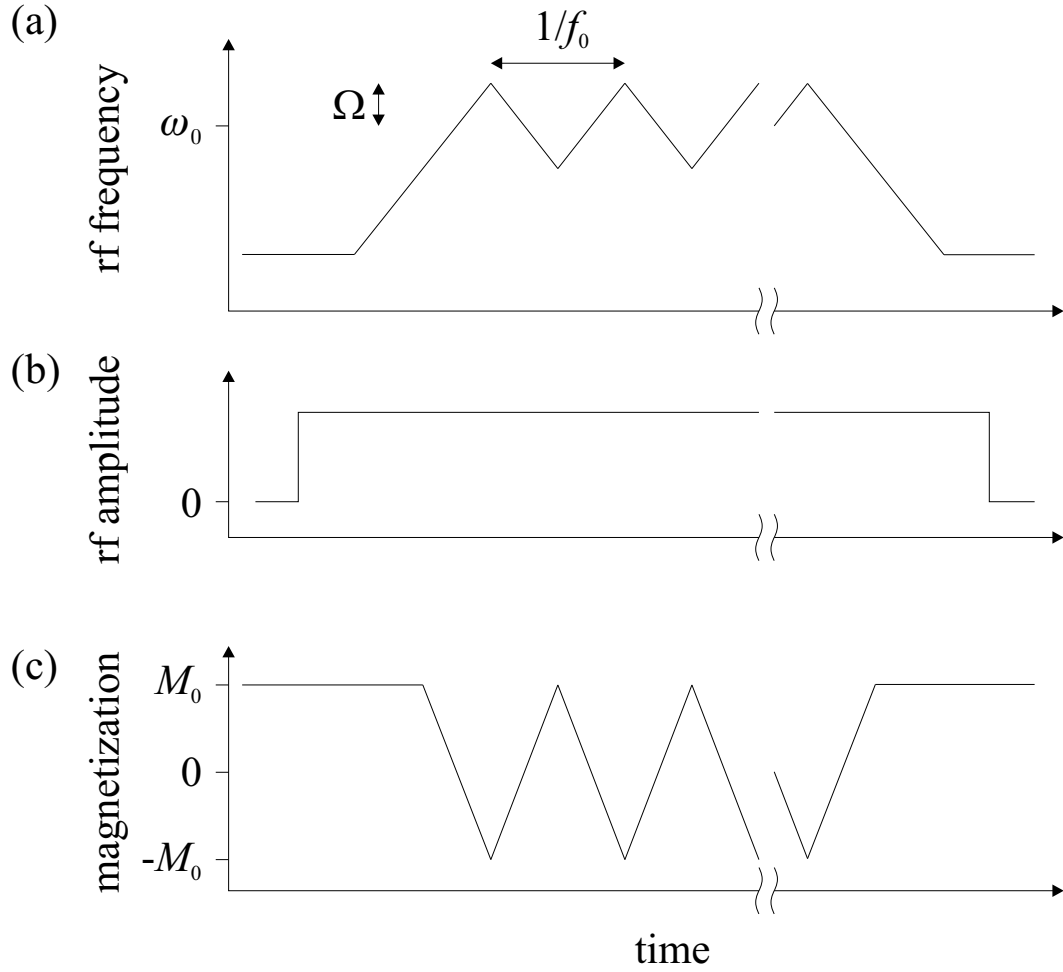 (a)
1/f₀
Ω
ω₀
rf frequency
(b)
rf amplitude
0
(c)
magnetization
M₀
0
-M₀
time